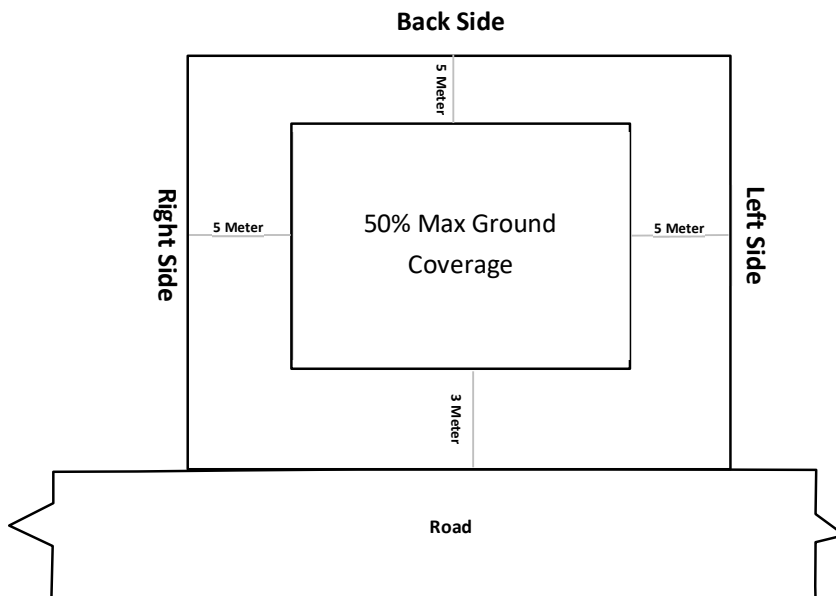 Back Side
5 Meter
Right Side
5 Meter
50% Max Ground
Coverage
5 Meter
Left Side
3 Meter
Road